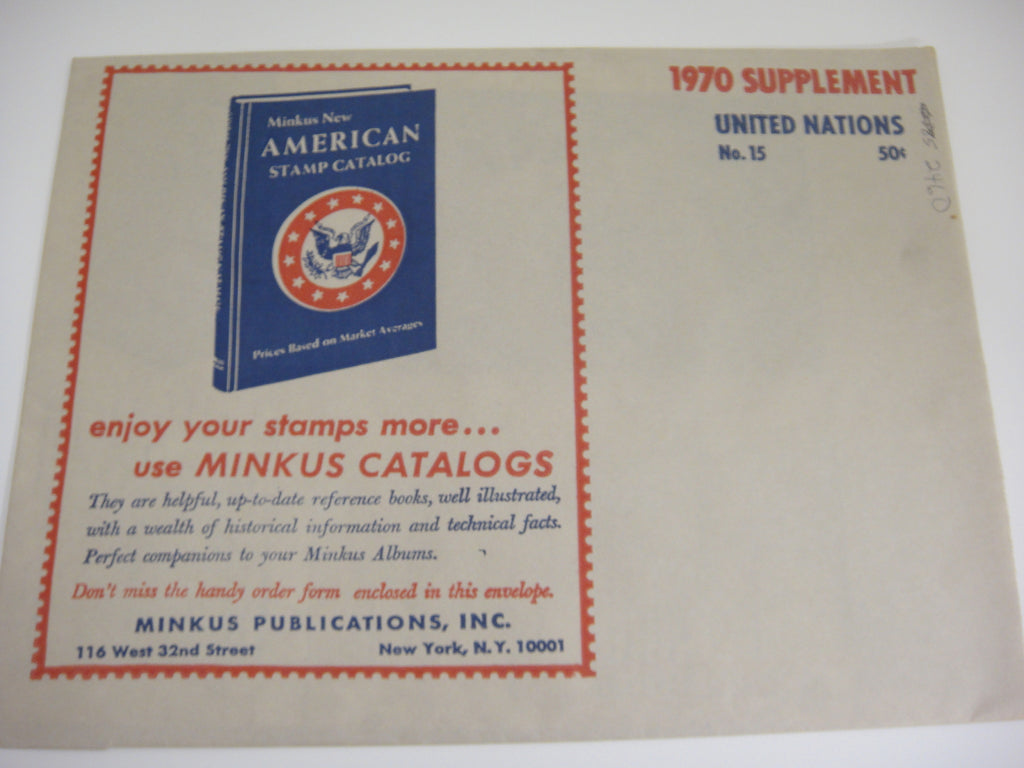 1970 SUPPLEMENT
UNITED NATIONS
No. 15 50¢
Minkus New
AMERICAN
STAMP CATALOG
Prices Based on Market Averages
enjoy your stamps more...
use MINKUS CATALOGS
They are helpful, up-to-date reference books, well illustrated,
with a wealth of historical information and technical facts.
Perfect companions to your Minkus Albums.
Don't miss the handy order form enclosed in this envelope.
MINKUS PUBLICATIONS, INC.
116 West 32nd Street New York, N.Y. 10001